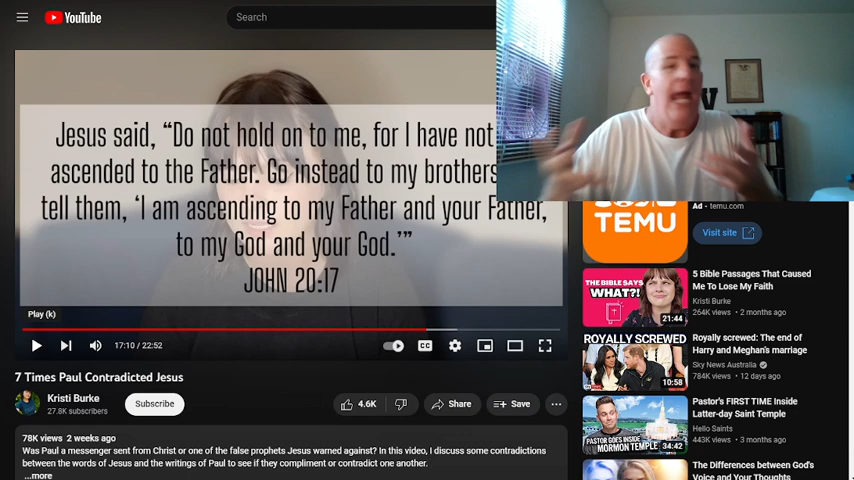 YouTube
Search
Jesus said, “Do not hold on to me, for I have not
ascended to the Father. Go instead to my brothers
tell them, ‘I am ascending to my Father and your Father,
to my God and your God.’”
JOHN 20:17
Play (k)
17:10 / 22:52
CC
7 Times Paul Contradicted Jesus
Kristi Burke
27.8K subscribers
Subscribe
4.6K
Share
Save
78K views 2 weeks ago
Was Paul a messenger sent from Christ or one of the false prophets Jesus warned against? In this video, I discuss some contradictions
between the words of Jesus and the writings of Paul to see if they compliment or contradict one another.
...more
TEMU
Ad · temu.com
Visit site
THE BIBLE SAYS
WHAT?!
21:44
5 Bible Passages That Caused
Me To Lose My Faith
Kristi Burke
264K views · 2 months ago
ROYALLY SCREWED
10:58
Royally screwed: The end of
Harry and Meghan's marriage
Sky News Australia
784K views · 12 days ago
PASTOR GOES INSIDE
MORMON TEMPLE
34:42
Pastor's FIRST TIME Inside
Latter-day Saint Temple
Hello Saints
443K views · 3 months ago
The Differences between God's
Voice and Your Thoughts